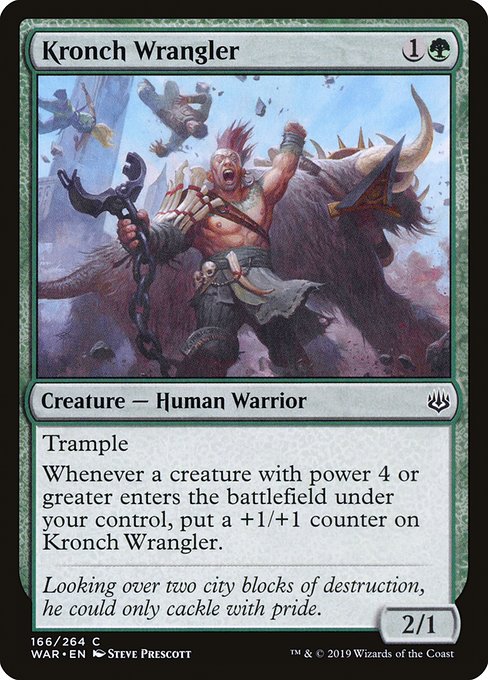 Kronch Wrangler 1
Creature — Human Warrior
Trample
Whenever a creature with power 4 or
greater enters the battlefield under
your control, put a +1/+1 counter on
Kronch Wrangler.
Looking over two city blocks of destruction,
he could only cackle with pride.
2/1
166/264 C
WAR • EN Steve Prescott
™ & © 2019 Wizards of the Coast